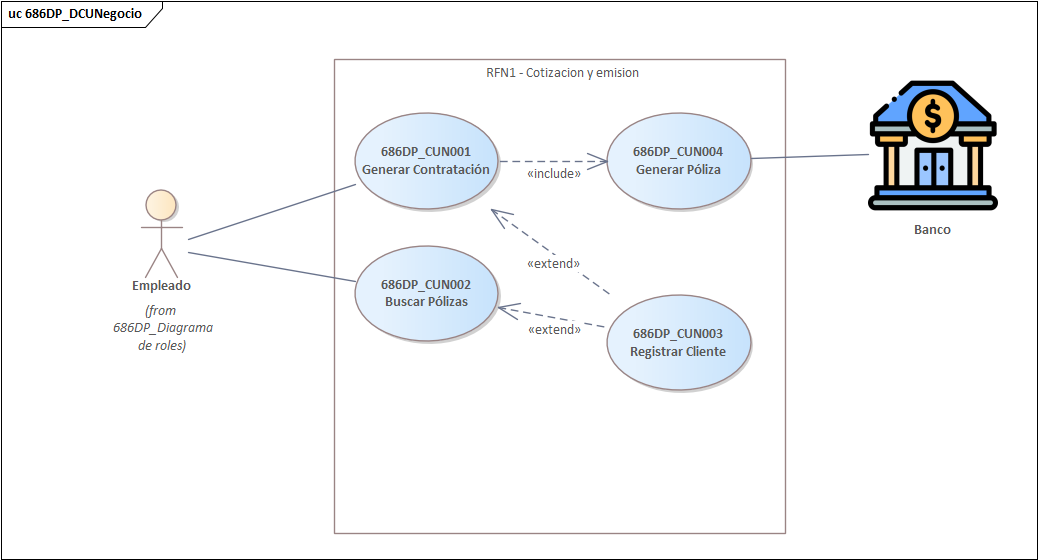 uc 686DP_DCUNegocio
RFN1 - Cotizacion y emision
686DP_CUN001
Generar Contratación
«include»
686DP_CUN004
Generar Póliza
Banco
Empleado
(from
686DP_Diagrama
de roles)
«extend»
686DP_CUN002
Buscar Pólizas
«extend»
686DP_CUN003
Registrar Cliente
$